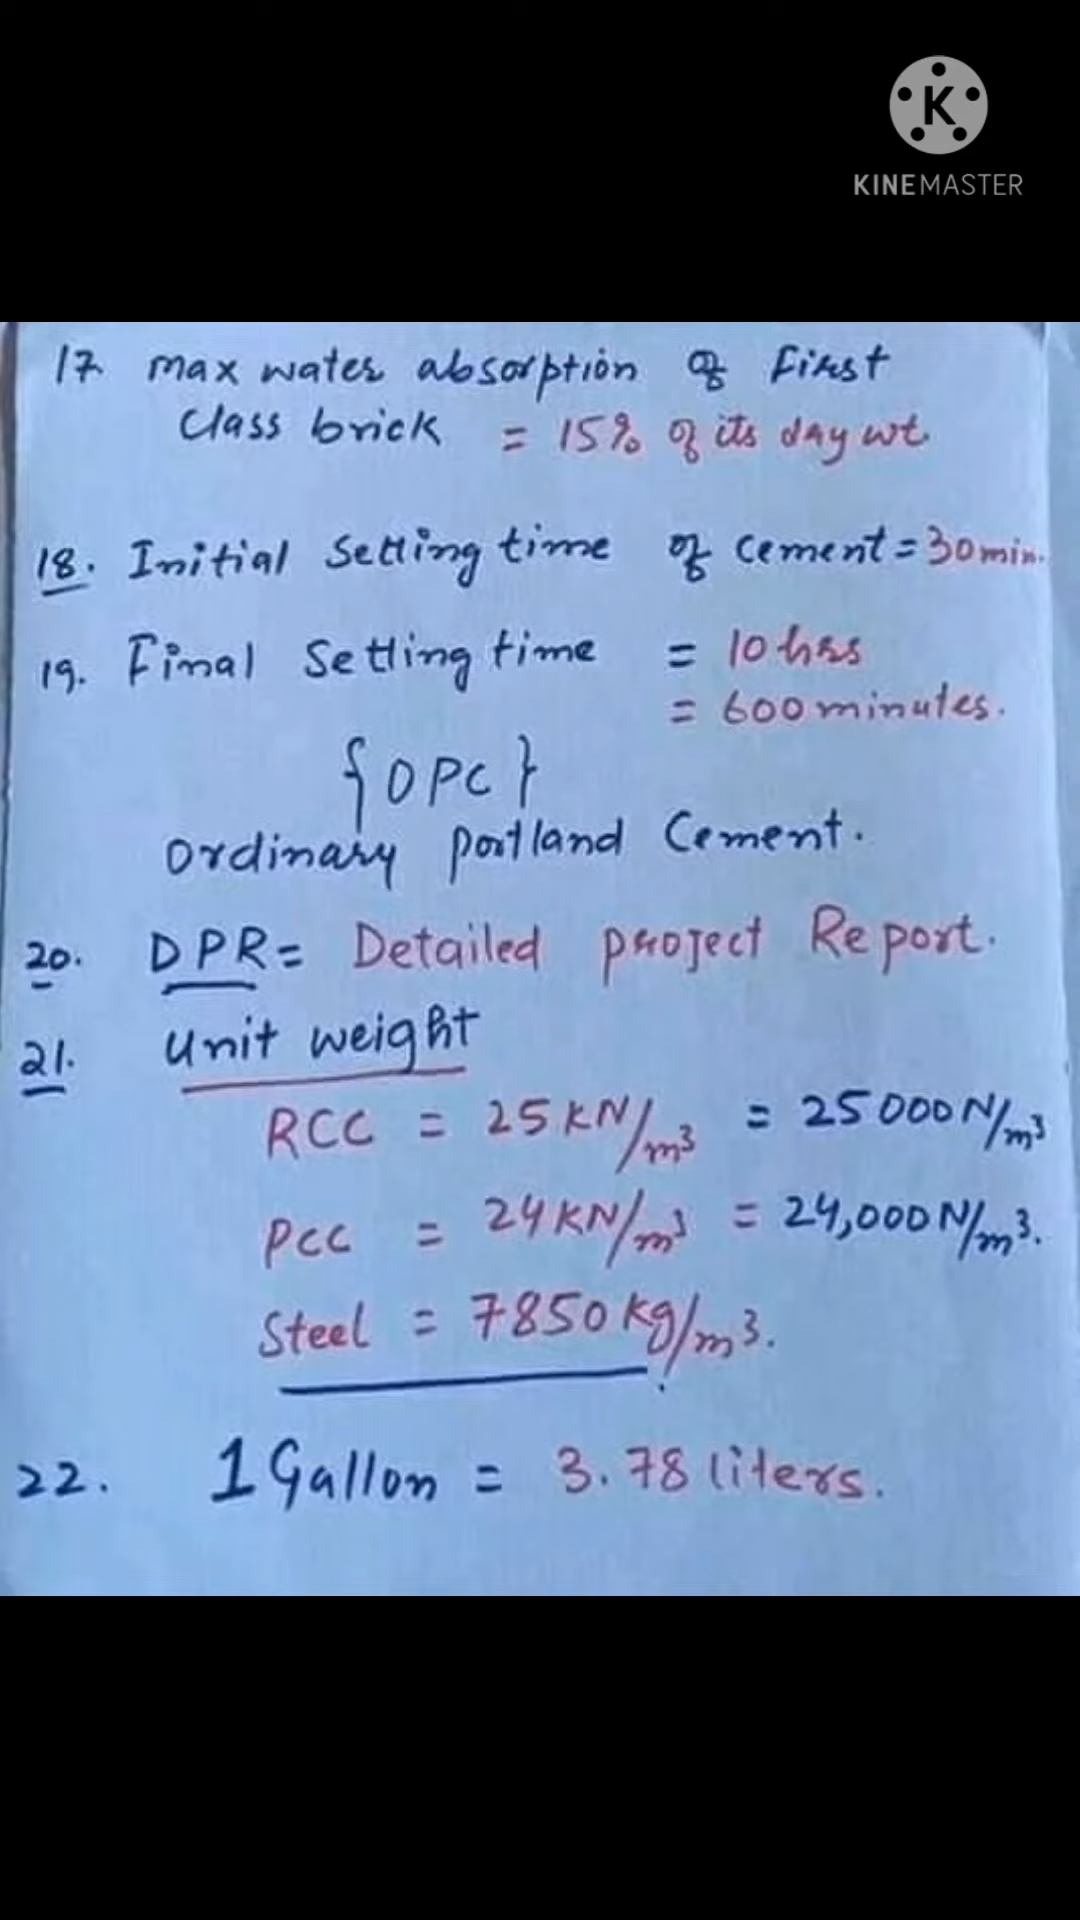 K
KINEMASTER
17. Max water absorption of First
Class brick = 15% of its day wt.
18. Initial Setting time of cement = 30 min.
19. Final Setting time = 10 hrs
= 600 minutes.
{OPC}
Ordinary Portland Cement.
20. DPR = Detailed project Report.
21. Unit weight
RCC = 25 KN/m³ = 25000 N/m³
PCC = 24 KN/m³ = 24,000 N/m³.
Steel = 7850 kg/m³.
22. 1 Gallon = 3.78 liters.